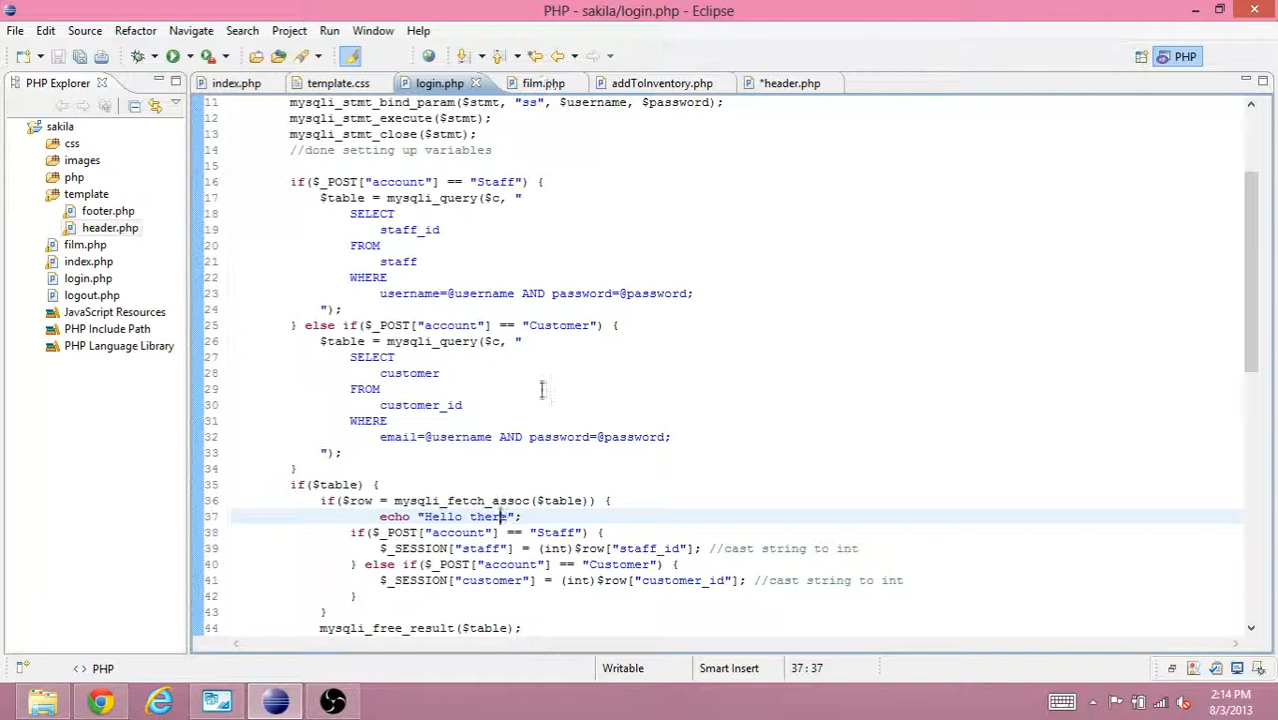 PHP - sakila/login.php - Eclipse
File Edit Source Refactor Navigate Search Project Run Window Help
PHP
PHP Explorer
index.php template.css login.php film.php addToInventory.php *header.php
sakila
css
images
php
template
footer.php
header.php
film.php
index.php
login.php
logout.php
JavaScript Resources
PHP Include Path
PHP Language Library
11 mysqli_stmt_bind_param($stmt, "ss", $username, $password);
12 mysqli_stmt_execute($stmt);
13 mysqli_stmt_close($stmt);
14 //done setting up variables
15
16 if($_POST["account"] == "Staff") {
17 $table = mysqli_query($c, "
18 SELECT
19 staff_id
20 FROM
21 staff
22 WHERE
23 username=@username AND password=@password;
24 ");
25 } else if($_POST["account"] == "Customer") {
26 $table = mysqli_query($c, "
27 SELECT
28 customer
29 FROM
30 customer_id
31 WHERE
32 email=@username AND password=@password;
33 ");
34 }
35 if($table) {
36 if($row = mysqli_fetch_assoc($table)) {
37 echo "Hello there";
38 if($_POST["account"] == "Staff") {
39 $_SESSION["staff"] = (int)$row["staff_id"]; //cast string to int
40 } else if($_POST["account"] == "Customer") {
41 $_SESSION["customer"] = (int)$row["customer_id"]; //cast string to int
42 }
43 }
44 mysqli_free_result($table);
<> PHP Writable Smart Insert 37 : 37
2:14 PM
8/3/2013